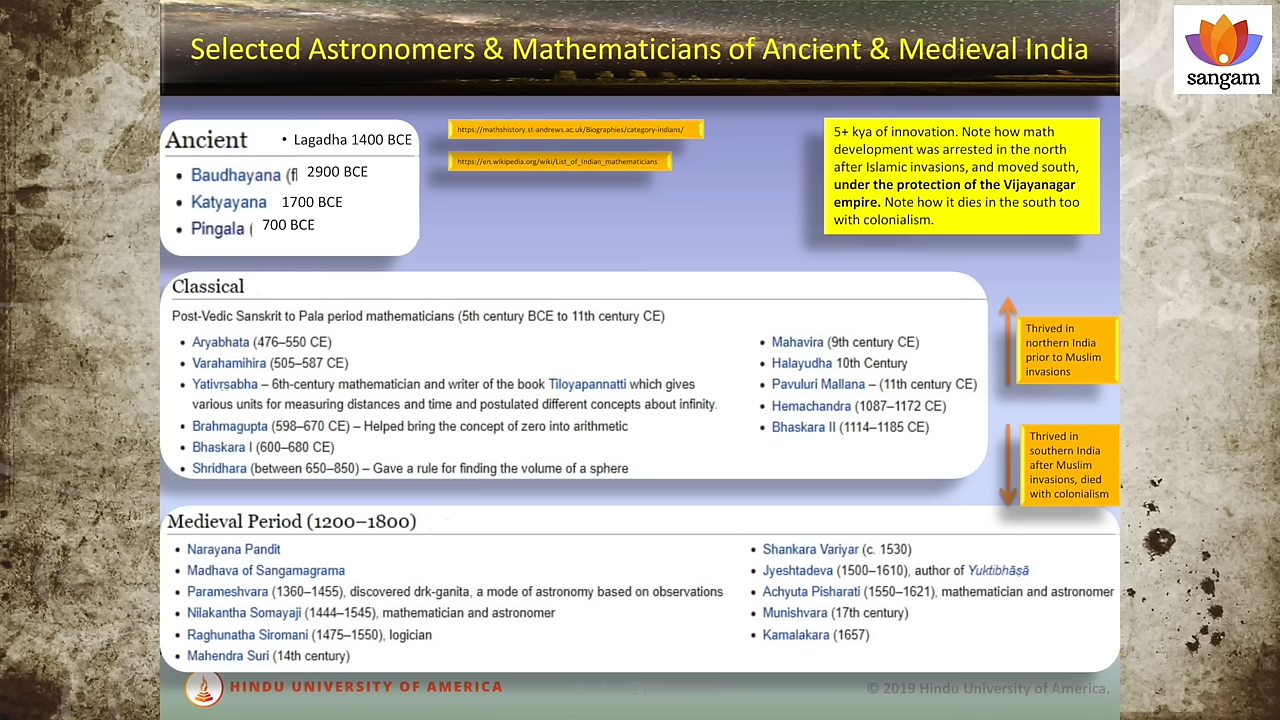 Selected Astronomers & Mathematicians of Ancient & Medieval India
sangam
Ancient
• Lagadha 1400 BCE
• Baudhayana (fl 2900 BCE
• Katyayana 1700 BCE
• Pingala ( 700 BCE
https://mathshistory.st-andrews.ac.uk/Biographies/category-indians/
https://en.wikipedia.org/wiki/List_of_Indian_mathematicians
5+ kya of innovation. Note how math
development was arrested in the north
after Islamic invasions, and moved south,
under the protection of the Vijayanagar
empire. Note how it dies in the south too
with colonialism.
Classical
Post-Vedic Sanskrit to Pala period mathematicians (5th century BCE to 11th century CE)
• Aryabhata (476–550 CE)
• Varahamihira (505–587 CE)
• Yativṛṣabha – 6th-century mathematician and writer of the book Tiloyapannatti which gives
various units for measuring distances and time and postulated different concepts about infinity.
• Brahmagupta (598–670 CE) – Helped bring the concept of zero into arithmetic
• Bhaskara I (600–680 CE)
• Shridhara (between 650–850) – Gave a rule for finding the volume of a sphere
• Mahavira (9th century CE)
• Halayudha 10th Century
• Pavuluri Mallana – (11th century CE)
• Hemachandra (1087–1172 CE)
• Bhaskara II (1114–1185 CE)
Thrived in
northern India
prior to Muslim
invasions
Thrived in
southern India
after Muslim
invasions, died
with colonialism
Medieval Period (1200–1800)
• Narayana Pandit
• Madhava of Sangamagrama
• Parameshvara (1360–1455), discovered drk-ganita, a mode of astronomy based on observations
• Nilakantha Somayaji (1444–1545), mathematician and astronomer
• Raghunatha Siromani (1475–1550), logician
• Mahendra Suri (14th century)
• Shankara Variyar (c. 1530)
• Jyeshtadeva (1500–1610), author of Yuktibhāṣā
• Achyuta Pisharati (1550–1621), mathematician and astronomer
• Munishvara (17th century)
• Kamalakara (1657)
HINDU UNIVERSITY OF AMERICA
© 2019 Hindu University of America.